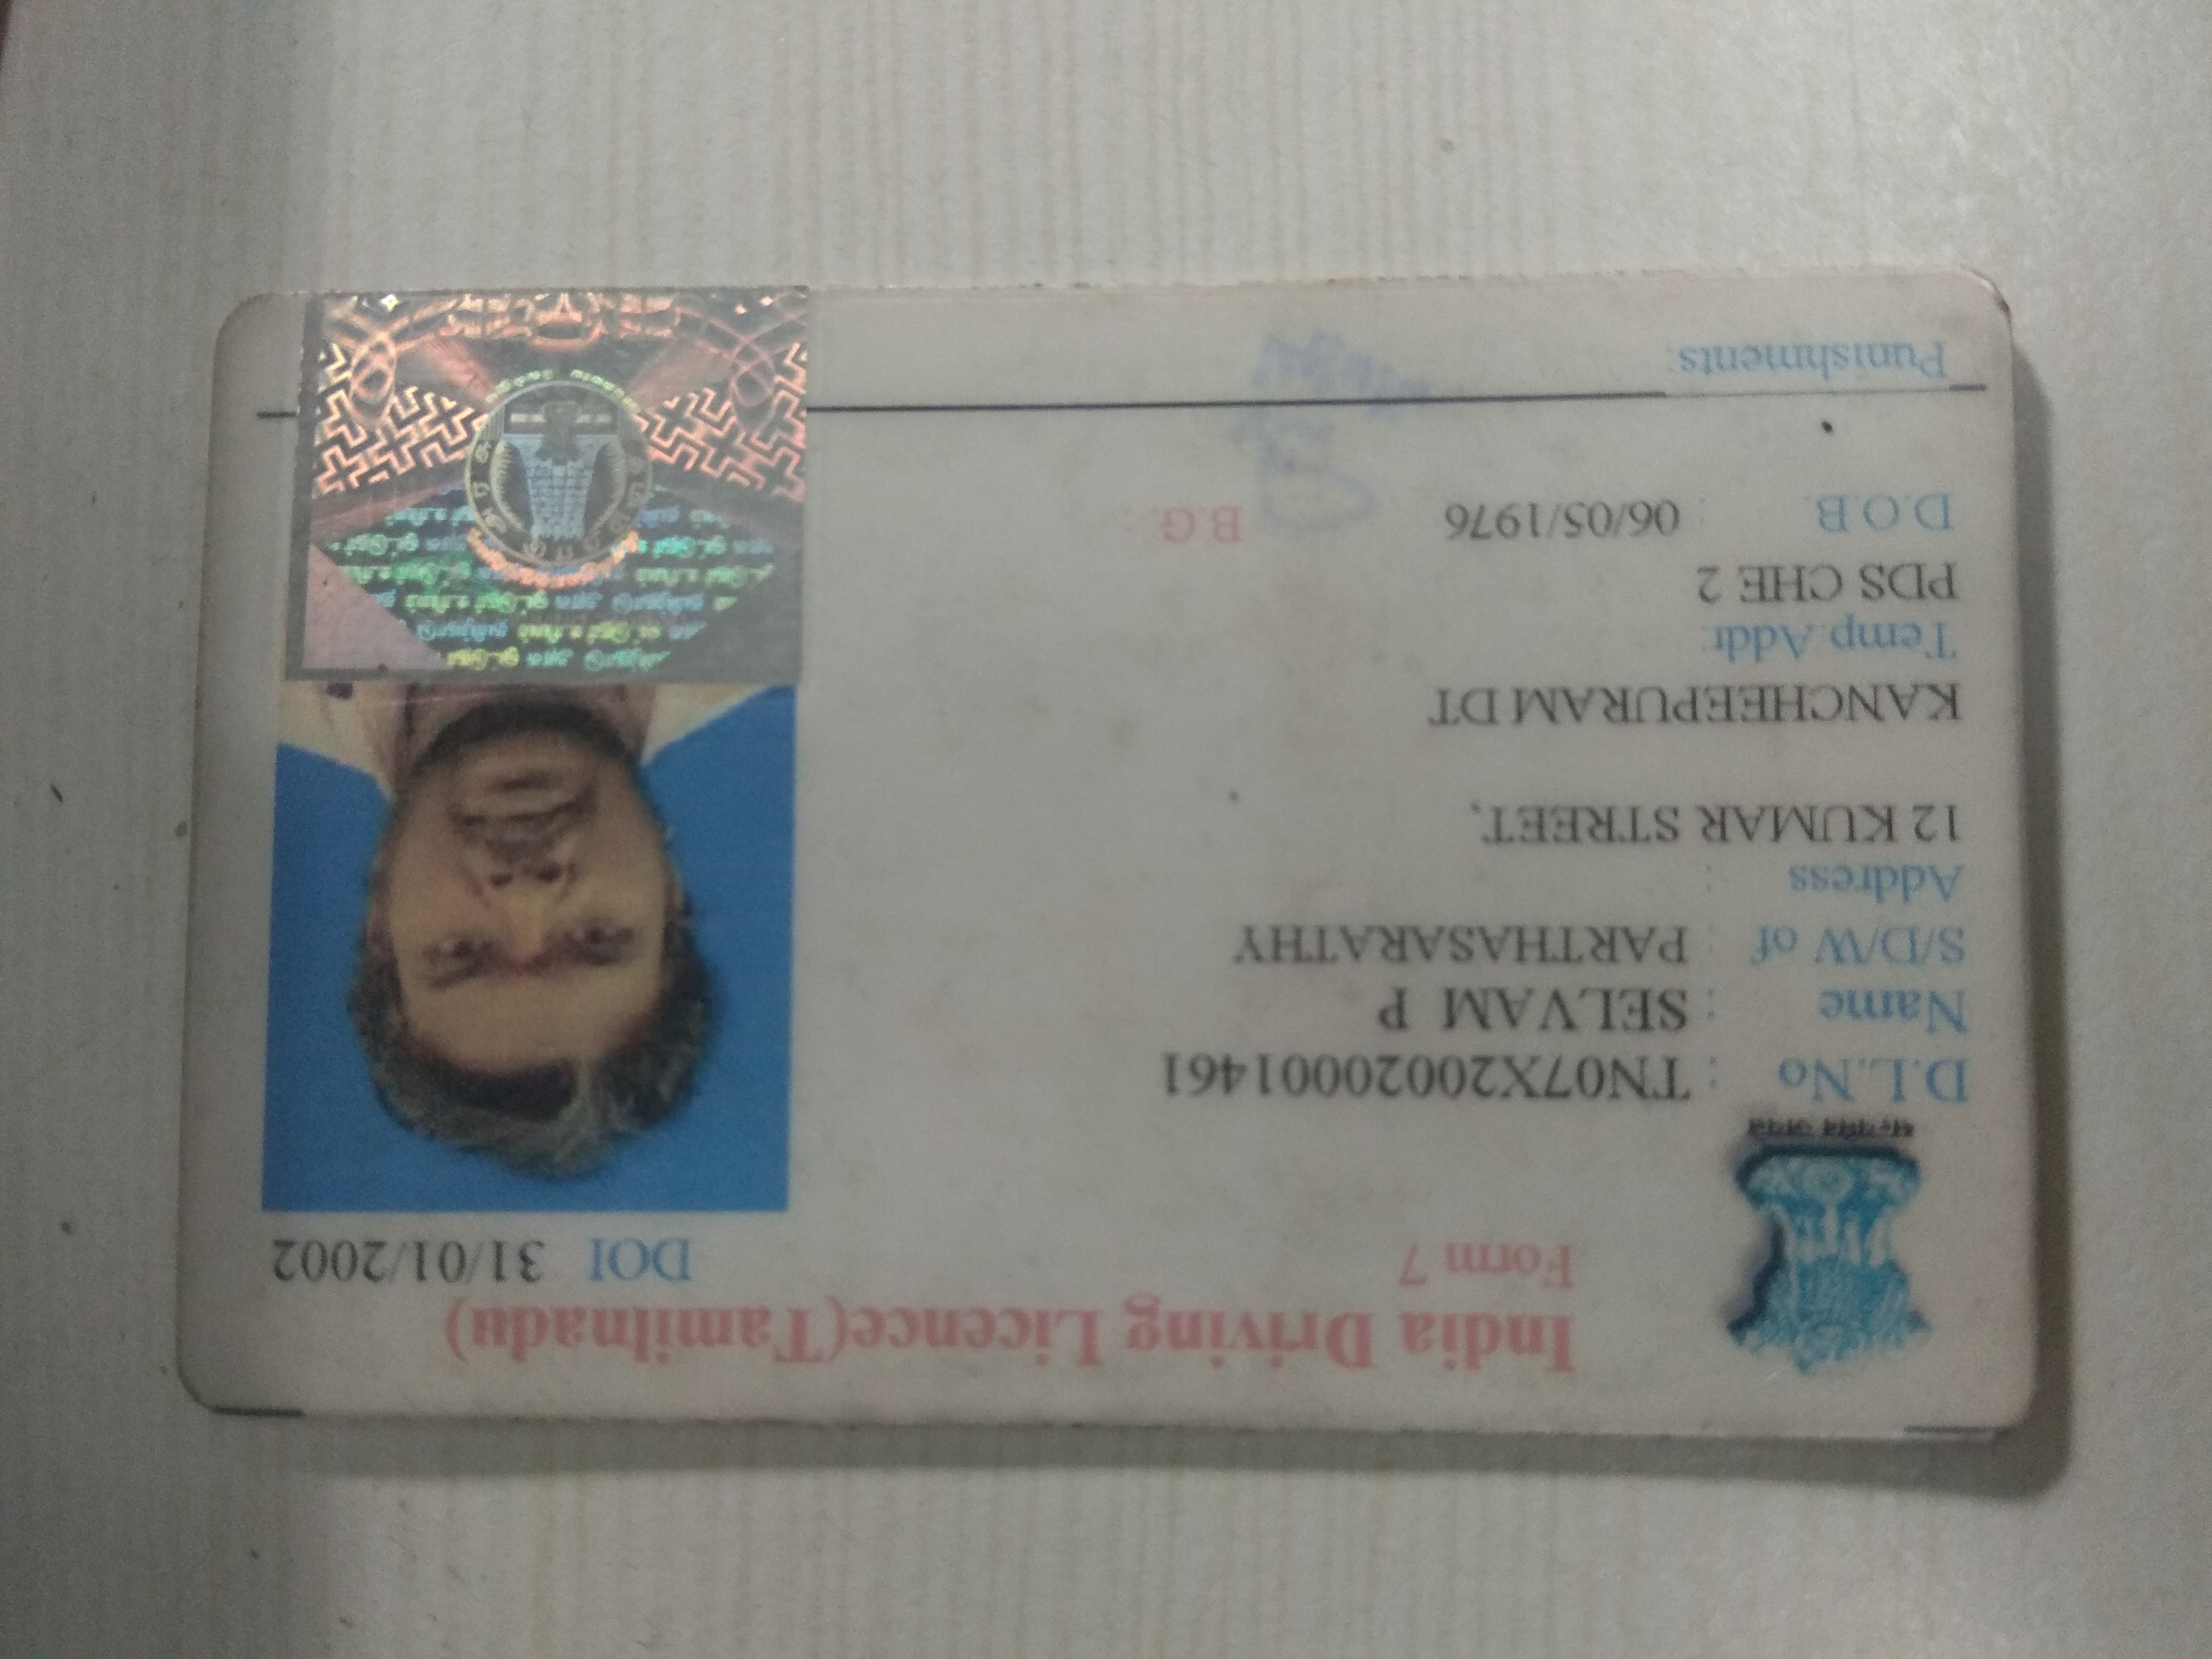 India Driving Licence(Tamilnadu)
Form 7
DOI 31/01/2002
D.L.No : TN07X20020001461
Name : SELVAM P
S/D/W of : PARTHASARATHY
Address :
12 KUMAR STREET,
KANCHEEPURAM DT
Temp.Addr:
PDS CHE 2
D.O.B. : 06/05/1976 B.G. :
Punishments: